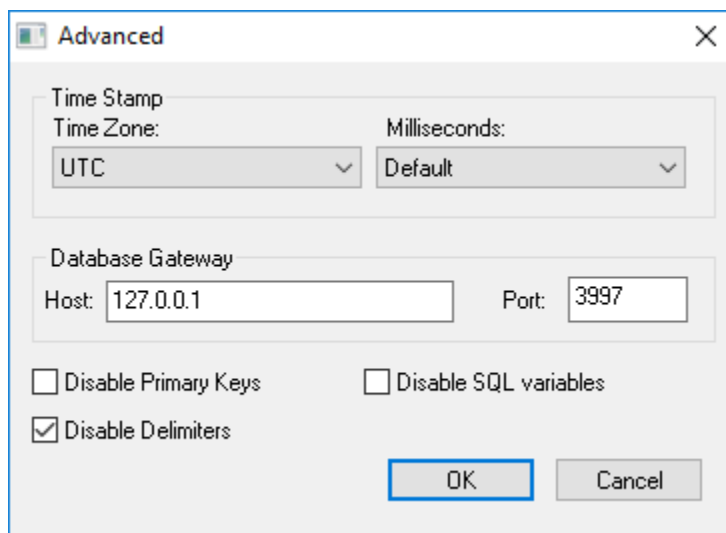 Advanced
Time Stamp
Time Zone: Milliseconds:
UTC Default
Database Gateway
Host: 127.0.0.1 Port: 3997
Disable Primary Keys Disable SQL variables
Disable Delimiters
OK Cancel